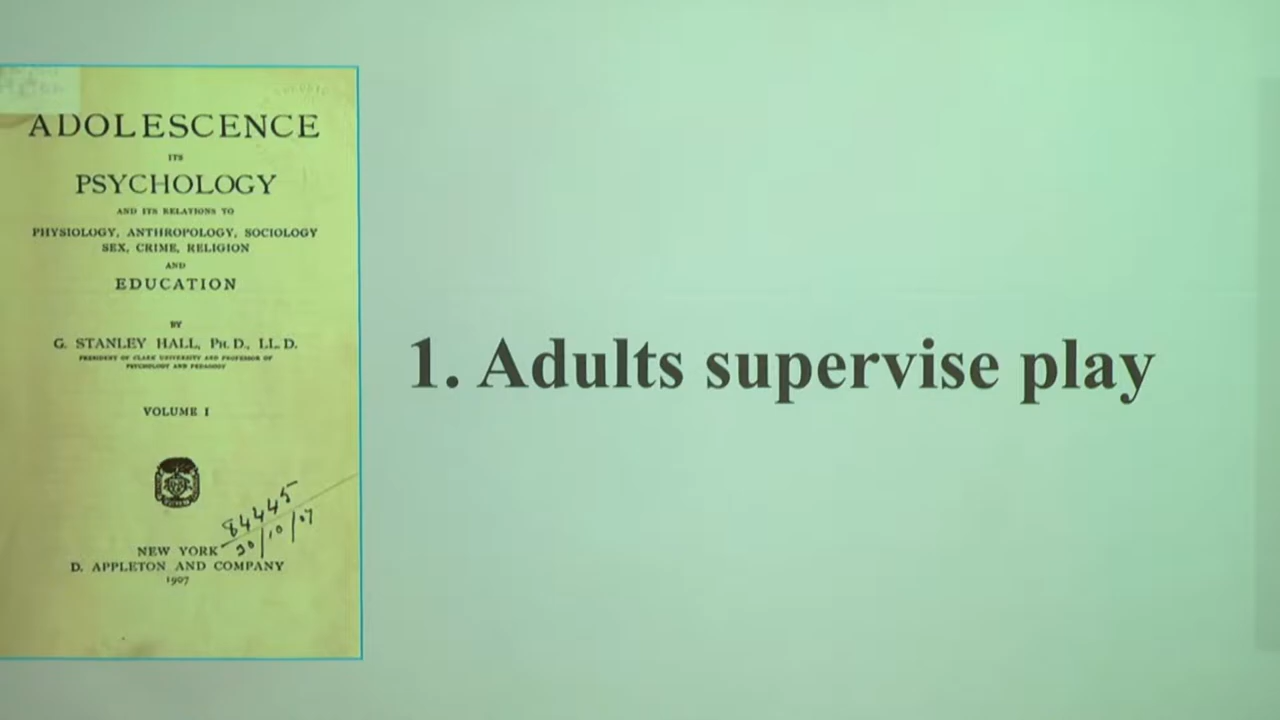 ADOLESCENCE
ITS
PSYCHOLOGY
AND ITS RELATIONS TO
PHYSIOLOGY, ANTHROPOLOGY, SOCIOLOGY
SEX, CRIME, RELIGION
AND
EDUCATION
BY
G. STANLEY HALL, PH.D., LL.D.
PRESIDENT OF CLARK UNIVERSITY AND PROFESSOR OF
PSYCHOLOGY AND PEDAGOGY
VOLUME I
84445
20/10/07
NEW YORK
D. APPLETON AND COMPANY
1907
1. Adults supervise play